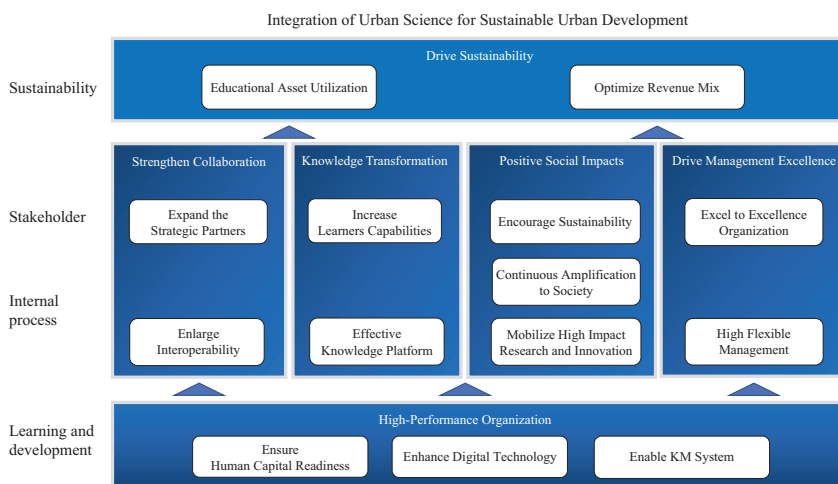 Integration of Urban Science for Sustainable Urban Development
Drive Sustainability
Sustainability
Educational Asset Utilization
Optimize Revenue Mix
Strengthen Collaboration
Knowledge Transformation
Positive Social Impacts
Drive Management Excellence
Stakeholder
Expand the
Strategic Partners
Increase
Learners Capabilities
Encourage Sustainability
Excel to Excellence
Organization
Continuous Amplification
to Society
Internal
process
Enlarge
Interoperability
Effective
Knowledge Platform
Mobilize High Impact
Research and Innovation
High Flexible
Management
High-Performance Organization
Learning and
development
Ensure
Human Capital Readiness
Enhance Digital Technology
Enable KM System